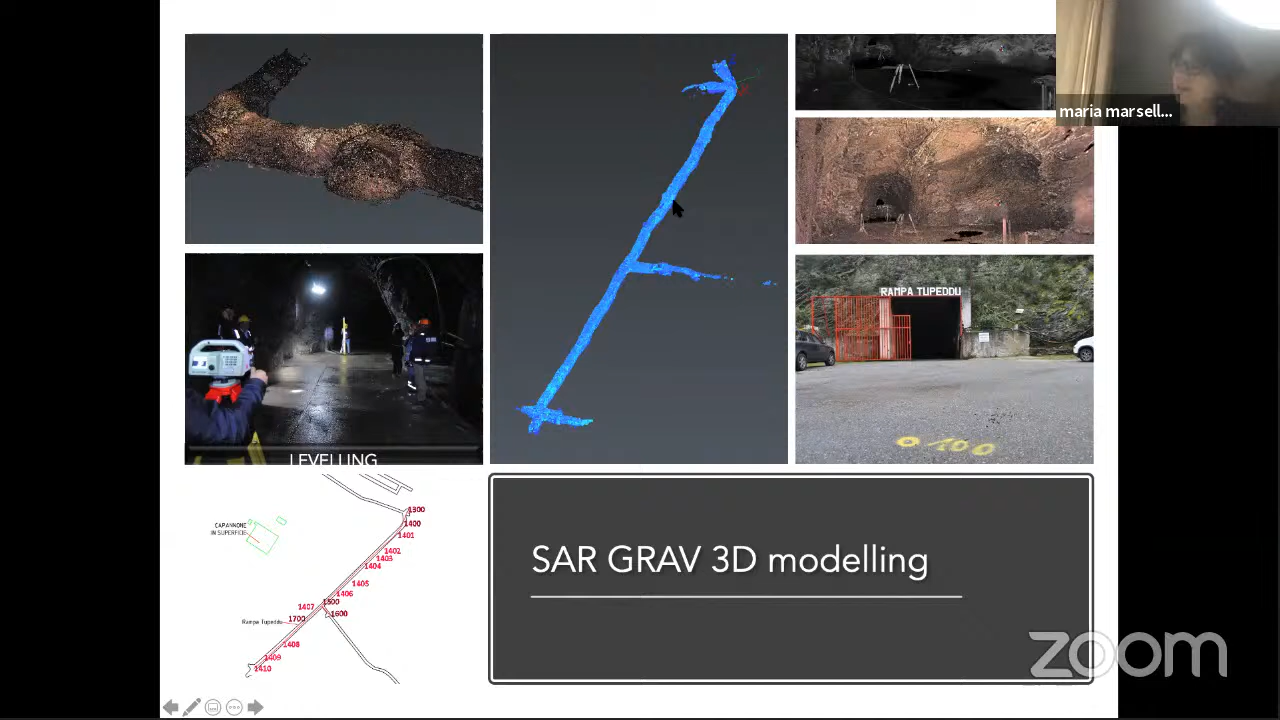 maria marsell...
RAMPA TUPEDDU
100
LEVELLING
SAR GRAV 3D modelling
CAPANNONE
IN SUPERFICIE
1300
1400
1401
1402
1403
1404
1405
1406
1407
1500
1600
1700
Rampa Tupeddu
1408
1409
1410
zoom